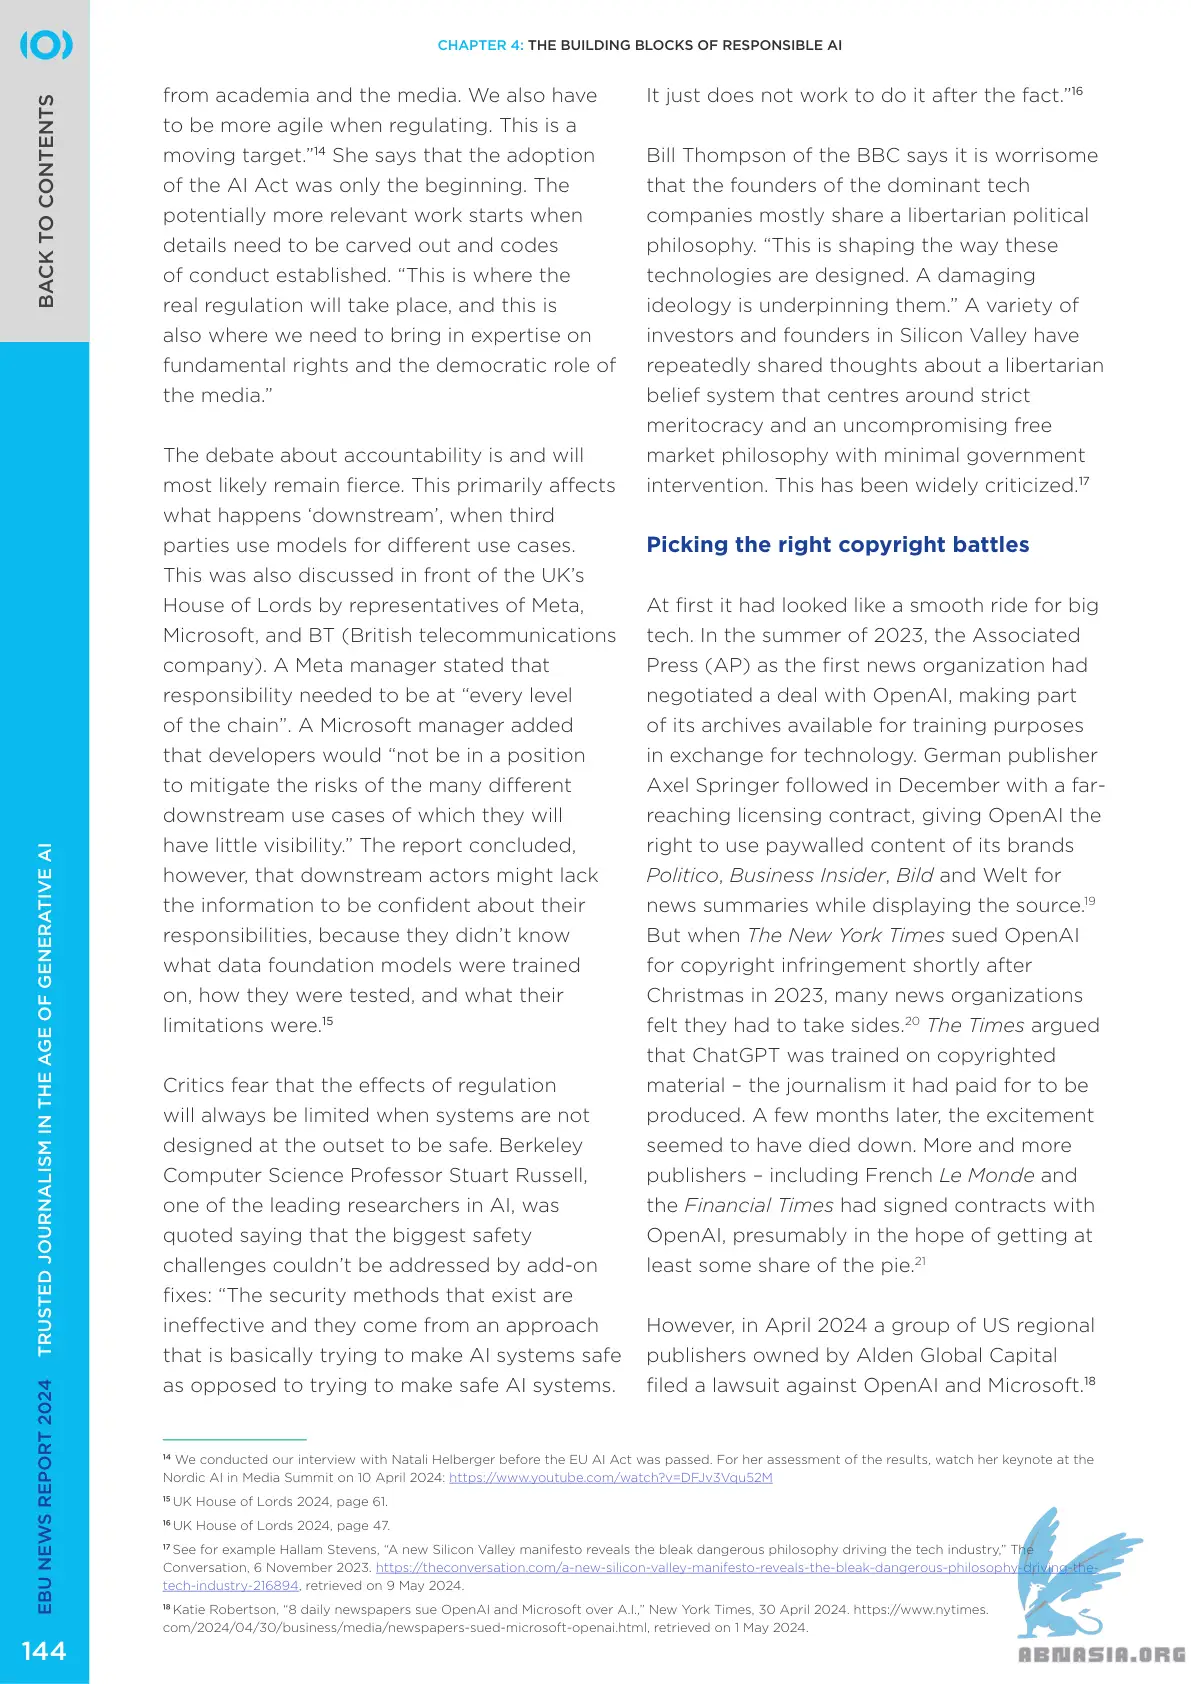 CHAPTER 4: THE BUILDING BLOCKS OF RESPONSIBLE AI
BACK TO CONTENTS
from academia and the media. We also have
to be more agile when regulating. This is a
moving target.”14 She says that the adoption
of the AI Act was only the beginning. The
potentially more relevant work starts when
details need to be carved out and codes
of conduct established. “This is where the
real regulation will take place, and this is
also where we need to bring in expertise on
fundamental rights and the democratic role of
the media.”
The debate about accountability is and will
most likely remain fierce. This primarily affects
what happens ‘downstream’, when third
parties use models for different use cases.
This was also discussed in front of the UK’s
House of Lords by representatives of Meta,
Microsoft, and BT (British telecommunications
company). A Meta manager stated that
responsibility needed to be at “every level
of the chain”. A Microsoft manager added
that developers would “not be in a position
to mitigate the risks of the many different
downstream use cases of which they will
have little visibility.” The report concluded,
however, that downstream actors might lack
the information to be confident about their
responsibilities, because they didn’t know
what data foundation models were trained
on, how they were tested, and what their
limitations were.15
Critics fear that the effects of regulation
will always be limited when systems are not
designed at the outset to be safe. Berkeley
Computer Science Professor Stuart Russell,
one of the leading researchers in AI, was
quoted saying that the biggest safety
challenges couldn’t be addressed by add-on
fixes: “The security methods that exist are
ineffective and they come from an approach
that is basically trying to make AI systems safe
as opposed to trying to make safe AI systems.
It just does not work to do it after the fact.”16
Bill Thompson of the BBC says it is worrisome
that the founders of the dominant tech
companies mostly share a libertarian political
philosophy. “This is shaping the way these
technologies are designed. A damaging
ideology is underpinning them.” A variety of
investors and founders in Silicon Valley have
repeatedly shared thoughts about a libertarian
belief system that centres around strict
meritocracy and an uncompromising free
market philosophy with minimal government
intervention. This has been widely criticized.17
Picking the right copyright battles
At first it had looked like a smooth ride for big
tech. In the summer of 2023, the Associated
Press (AP) as the first news organization had
negotiated a deal with OpenAI, making part
of its archives available for training purposes
in exchange for technology. German publisher
Axel Springer followed in December with a far-
reaching licensing contract, giving OpenAI the
right to use paywalled content of its brands
Politico, Business Insider, Bild and Welt for
news summaries while displaying the source.19
But when The New York Times sued OpenAI
for copyright infringement shortly after
Christmas in 2023, many news organizations
felt they had to take sides.20 The Times argued
that ChatGPT was trained on copyrighted
material – the journalism it had paid for to be
produced. A few months later, the excitement
seemed to have died down. More and more
publishers – including French Le Monde and
the Financial Times had signed contracts with
OpenAI, presumably in the hope of getting at
least some share of the pie.21
However, in April 2024 a group of US regional
publishers owned by Alden Global Capital
filed a lawsuit against OpenAI and Microsoft.18
14 We conducted our interview with Natali Helberger before the EU AI Act was passed. For her assessment of the results, watch her keynote at the
Nordic AI in Media Summit on 10 April 2024: https://www.youtube.com/watch?v=DFJv3Vqu52M
15 UK House of Lords 2024, page 61.
16 UK House of Lords 2024, page 47.
17 See for example Hallam Stevens, “A new Silicon Valley manifesto reveals the bleak dangerous philosophy driving the tech industry,” The
Conversation, 6 November 2023. https://theconversation.com/a-new-silicon-valley-manifesto-reveals-the-bleak-dangerous-philosophy-driving-the-
tech-industry-216894, retrieved on 9 May 2024.
18 Katie Robertson, “8 daily newspapers sue OpenAI and Microsoft over A.I.,” New York Times, 30 April 2024. https://www.nytimes.
com/2024/04/30/business/media/newspapers-sued-microsoft-openai.html, retrieved on 1 May 2024.
EBU NEWS REPORT 2024 TRUSTED JOURNALISM IN THE AGE OF GENERATIVE AI
144
ABNASIA.ORG